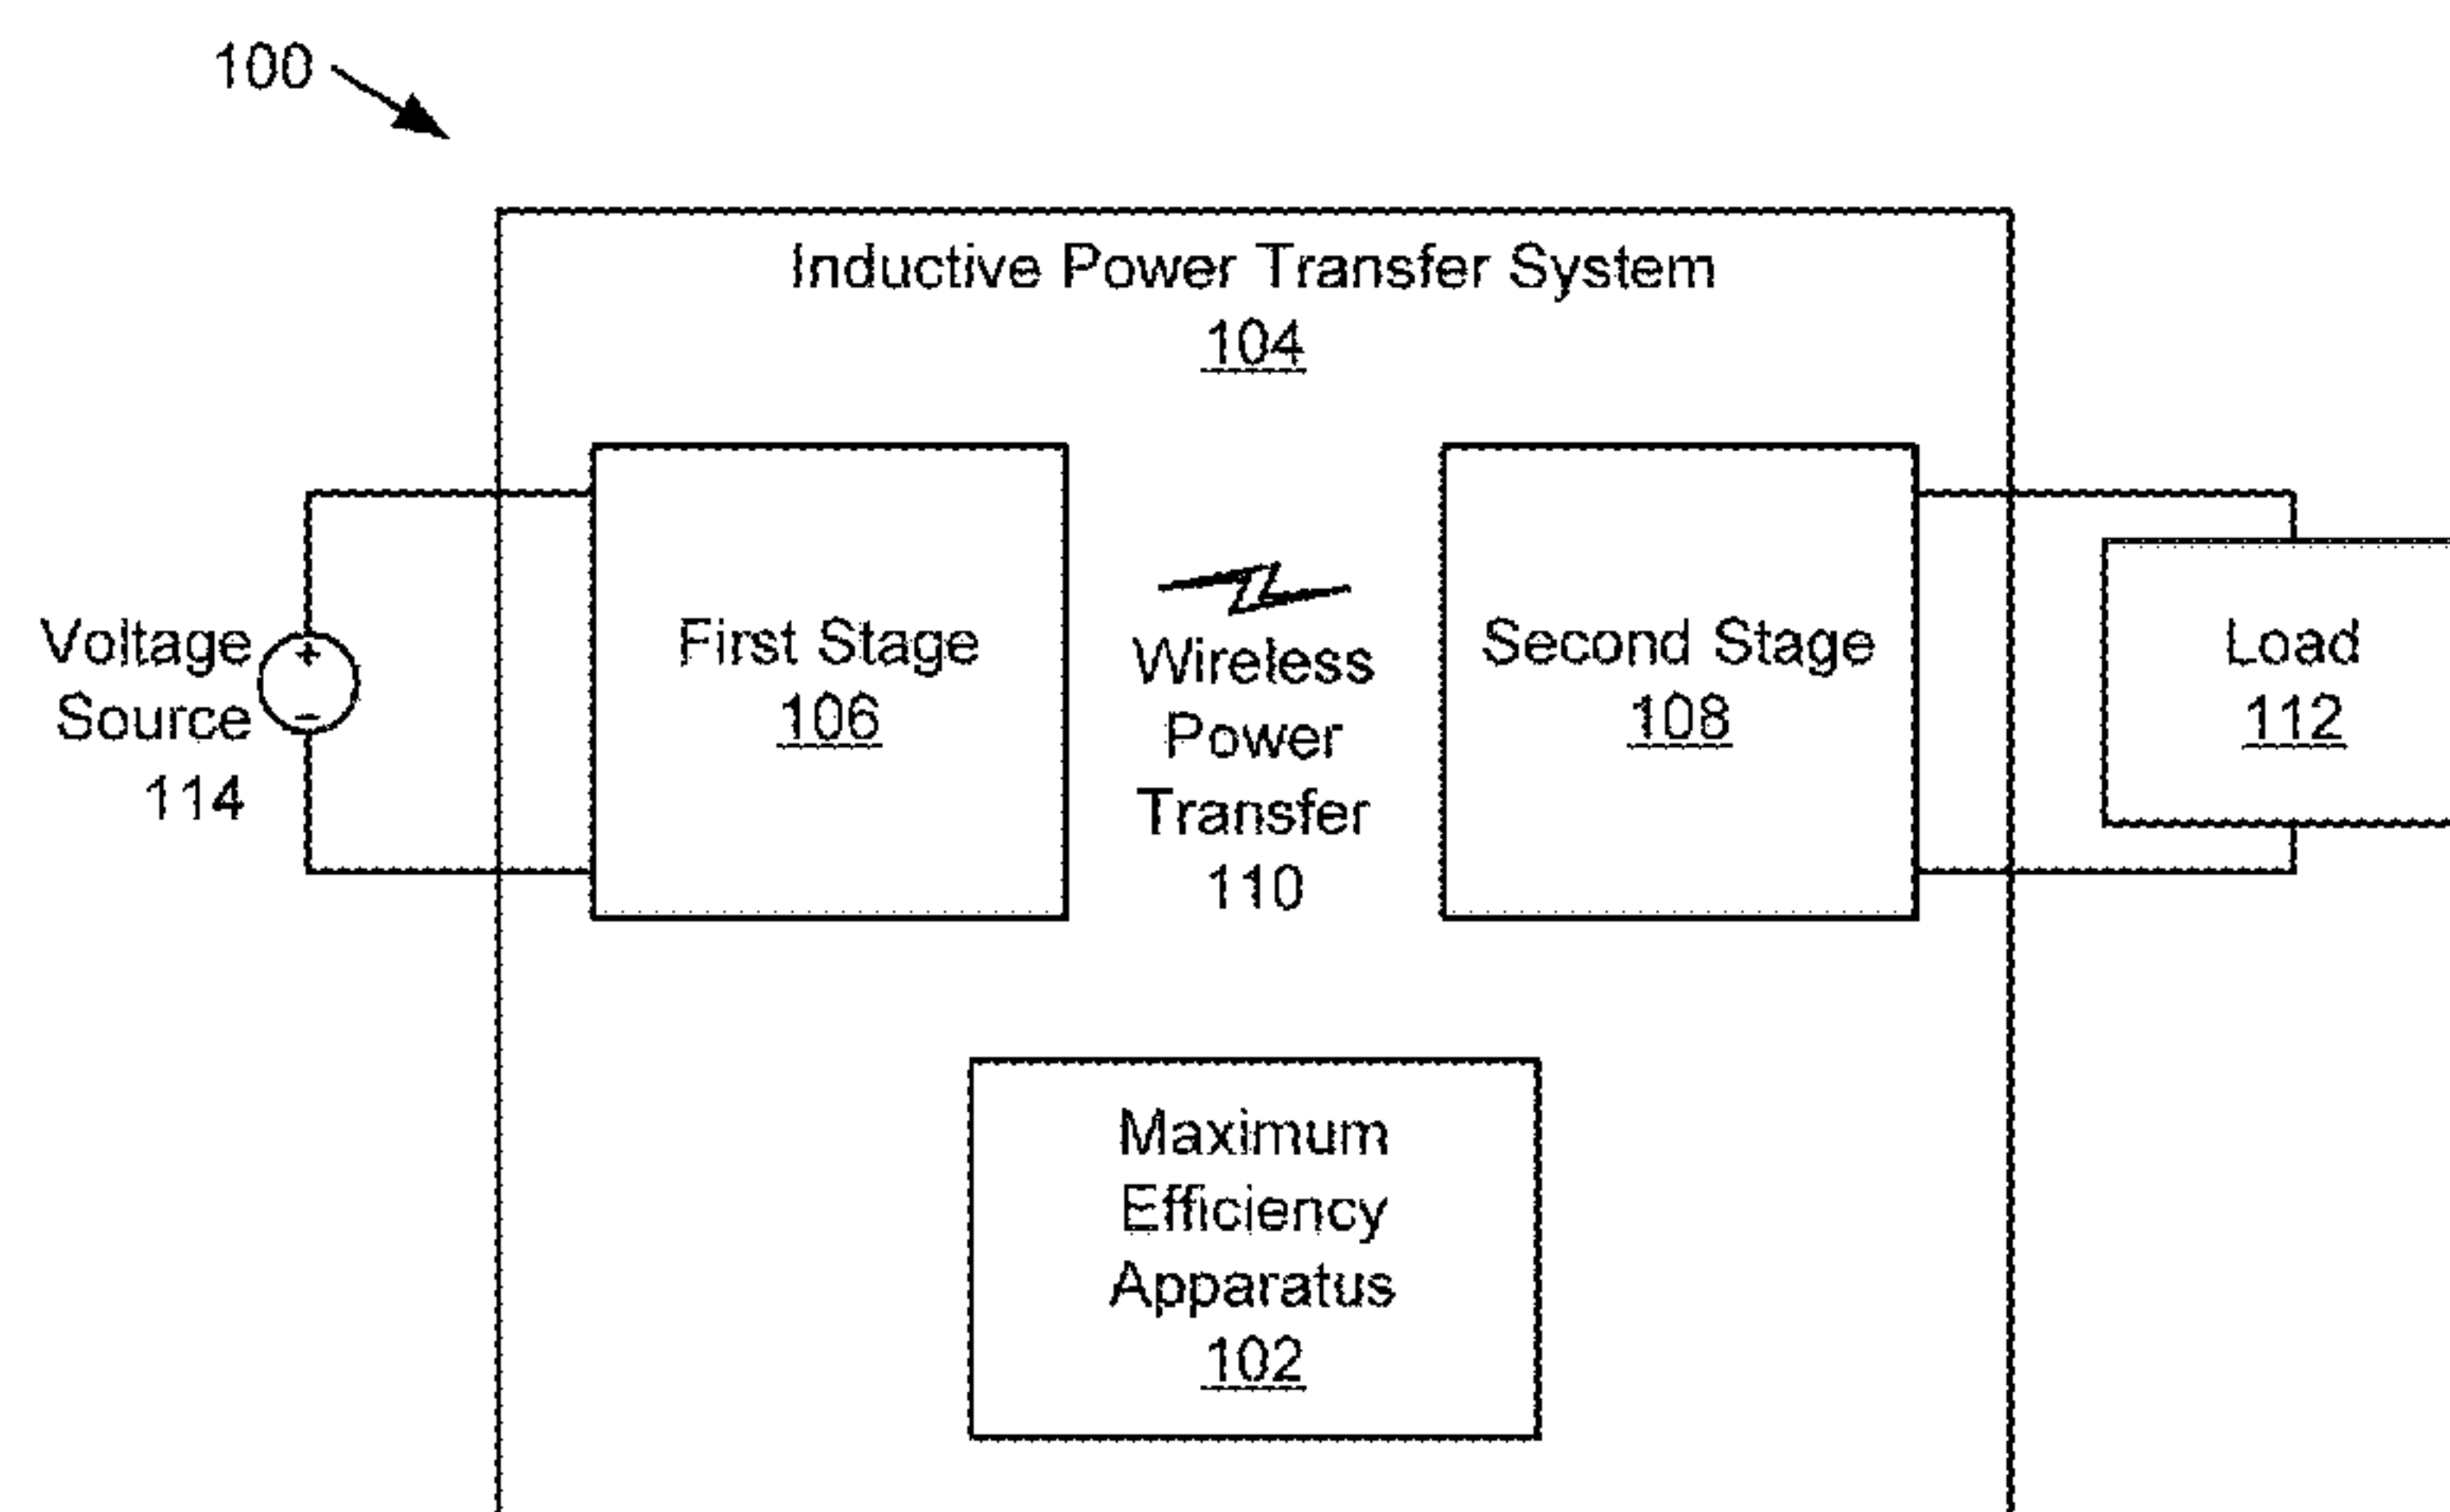 100
Inductive Power Transfer System
104
Voltage
Source
114
+
−
First Stage
106
Wireless
Power
Transfer
110
Second Stage
108
Load
112
Maximum
Efficiency
Apparatus
102